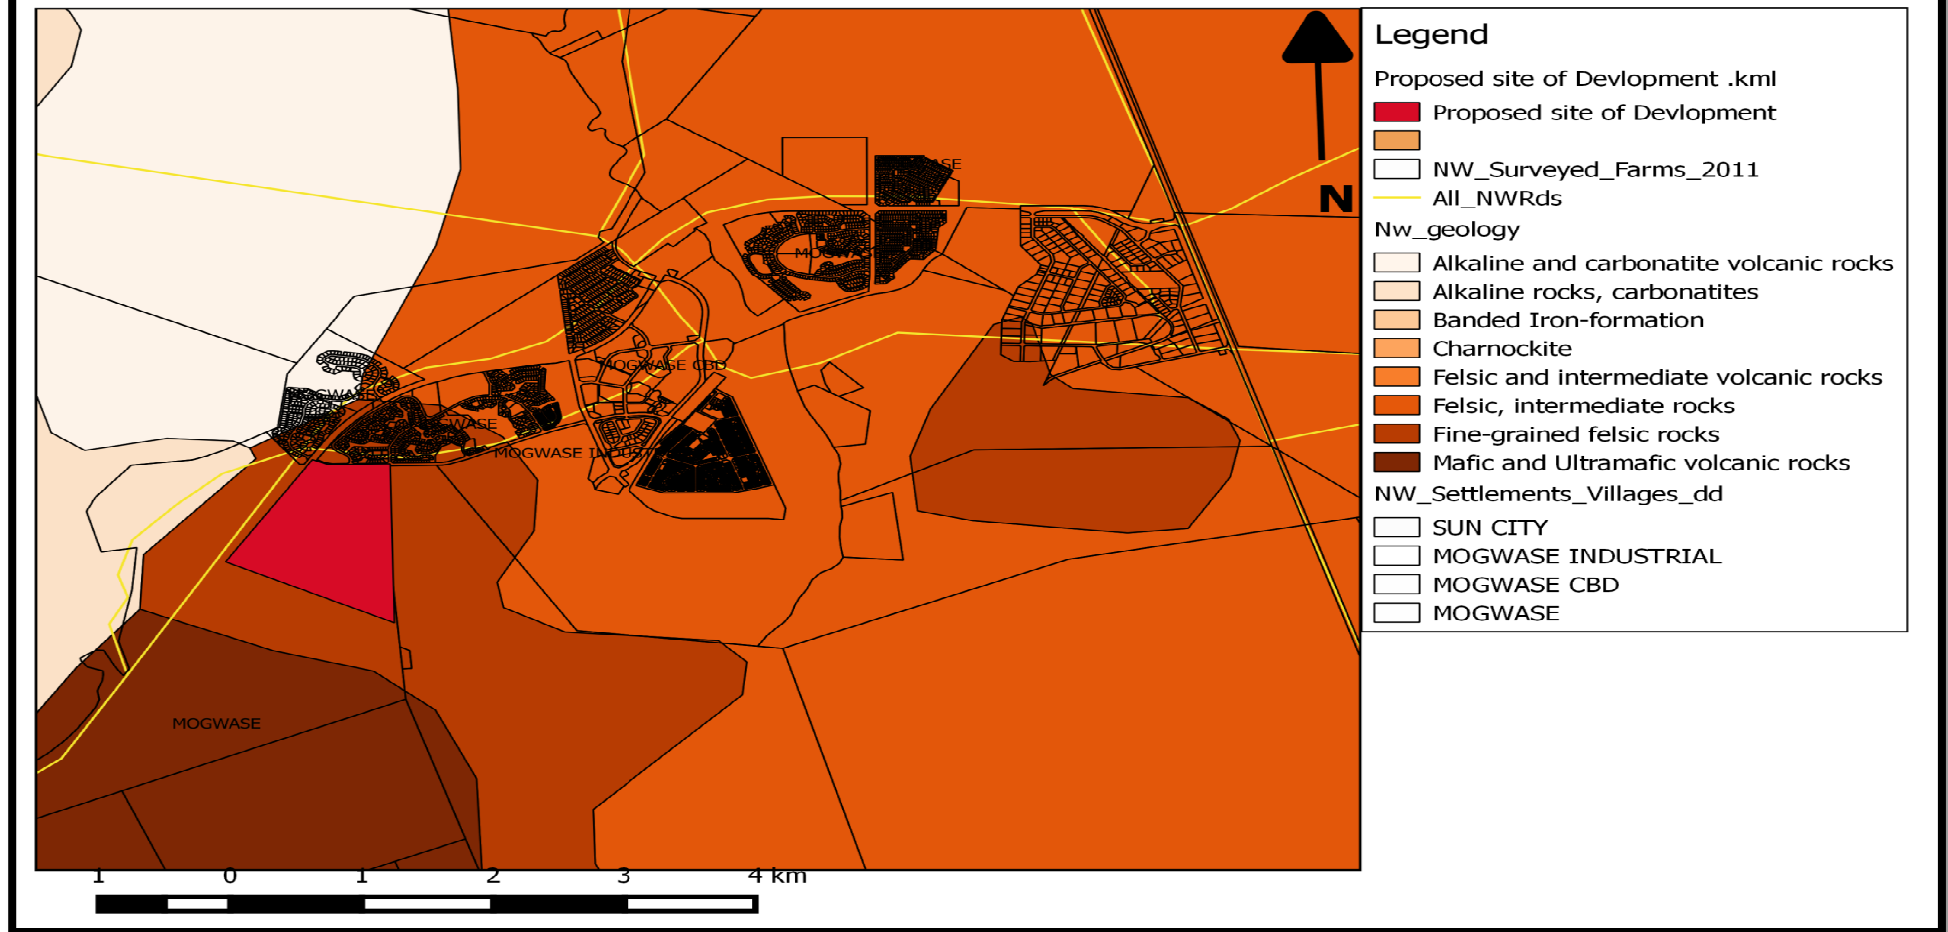 Legend
Proposed site of Devlopment .kml
Proposed site of Devlopment
NW_Surveyed_Farms_2011
All_NWRds
Nw_geology
Alkaline and carbonatite volcanic rocks
Alkaline rocks, carbonatites
Banded Iron-formation
Charnockite
Felsic and intermediate volcanic rocks
Felsic, intermediate rocks
Fine-grained felsic rocks
Mafic and Ultramafic volcanic rocks
NW_Settlements_Villages_dd
SUN CITY
MOGWASE INDUSTRIAL
MOGWASE CBD
MOGWASE
N
MOGWASE CBD
MOGWASE
1 0 1 2 3 4 km